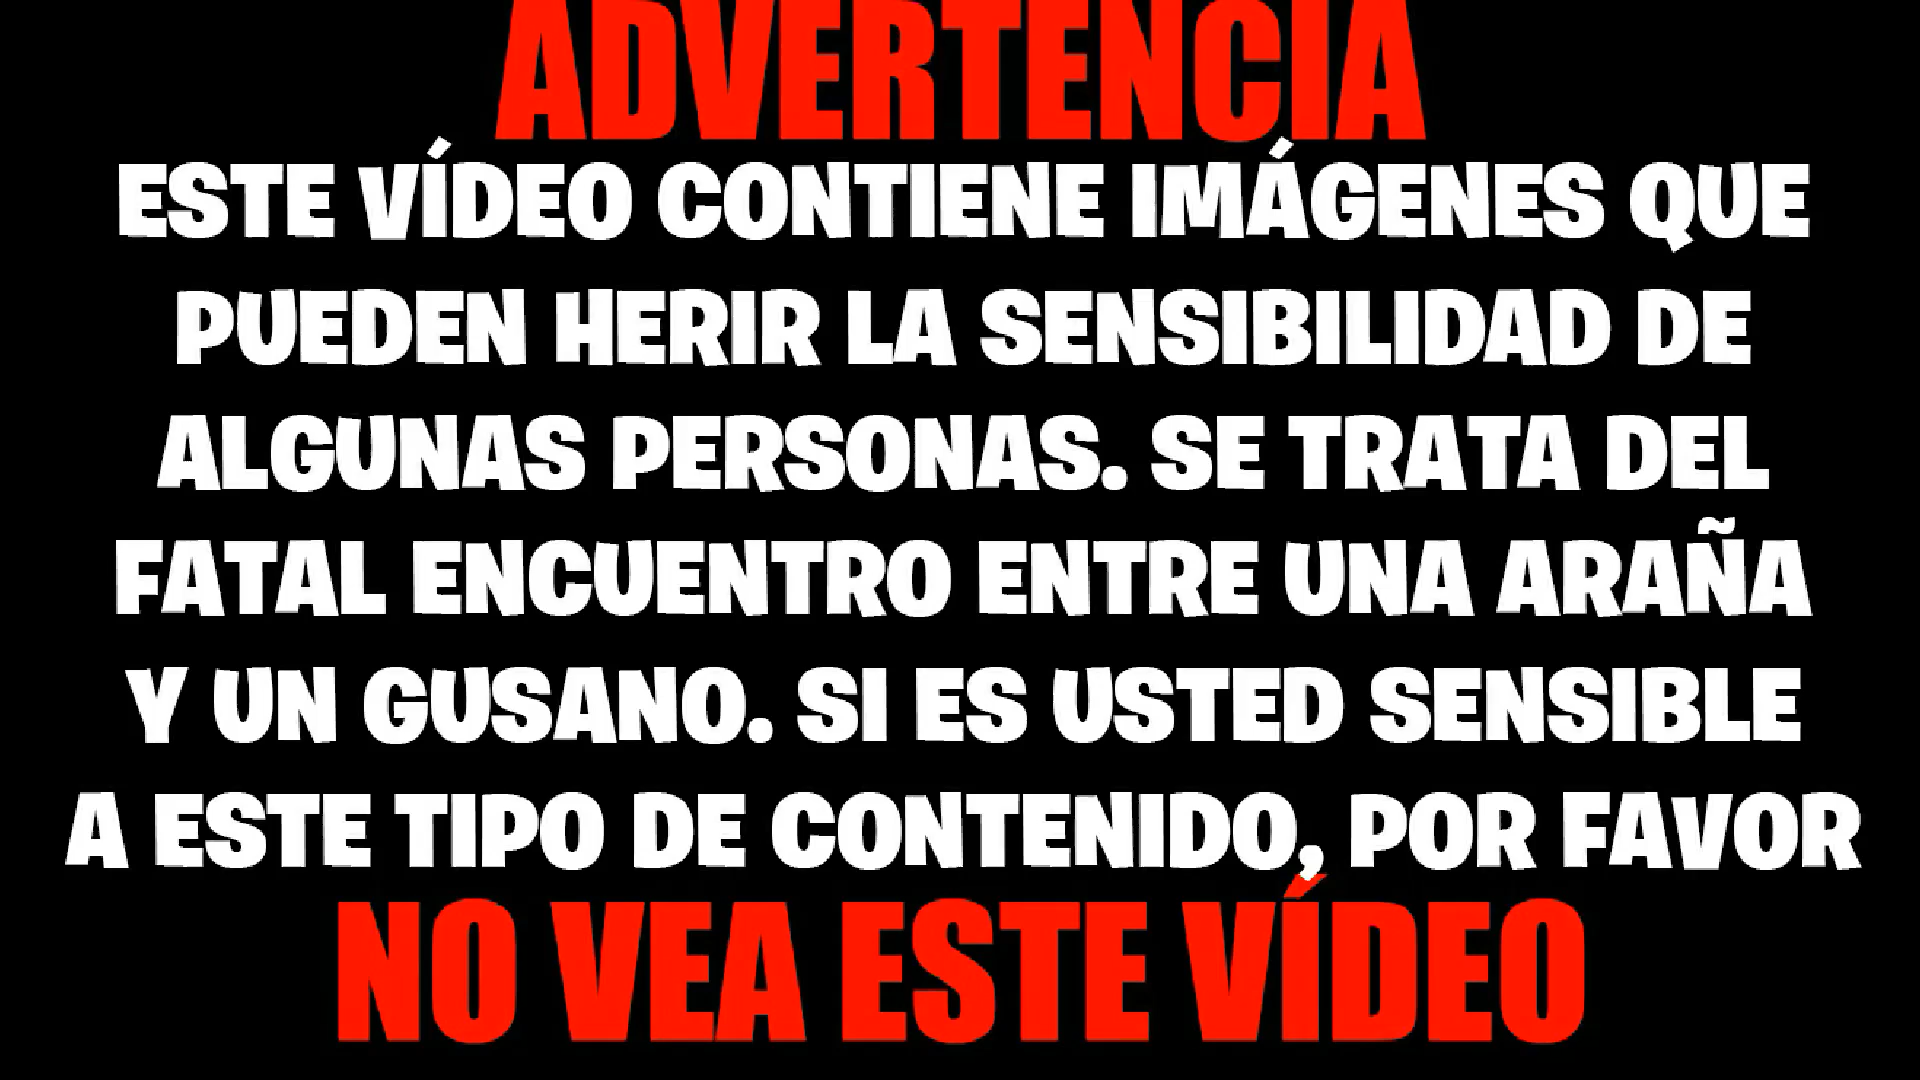 ADVERTENCIA
ESTE VÍDEO CONTIENE IMÁGENES QUE
PUEDEN HERIR LA SENSIBILIDAD DE
ALGUNAS PERSONAS. SE TRATA DEL
FATAL ENCUENTRO ENTRE UNA ARAÑA
Y UN GUSANO. SI ES USTED SENSIBLE
A ESTE TIPO DE CONTENIDO, POR FAVOR
NO VEA ESTE VÍDEO